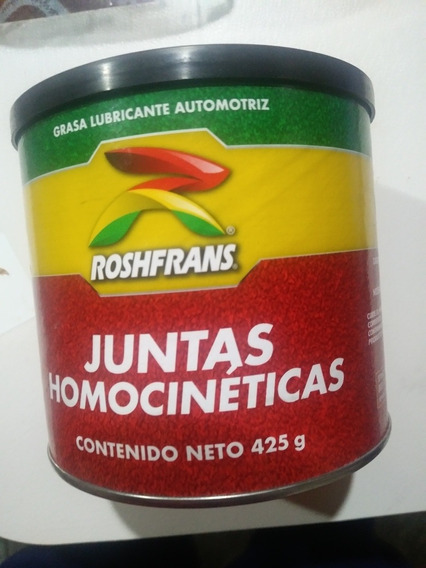 GRASA LUBRICANTE AUTOMOTRIZ
ROSHFRANS®
JUNTAS
HOMOCINÉTICAS
CONTENIDO NETO 425 g